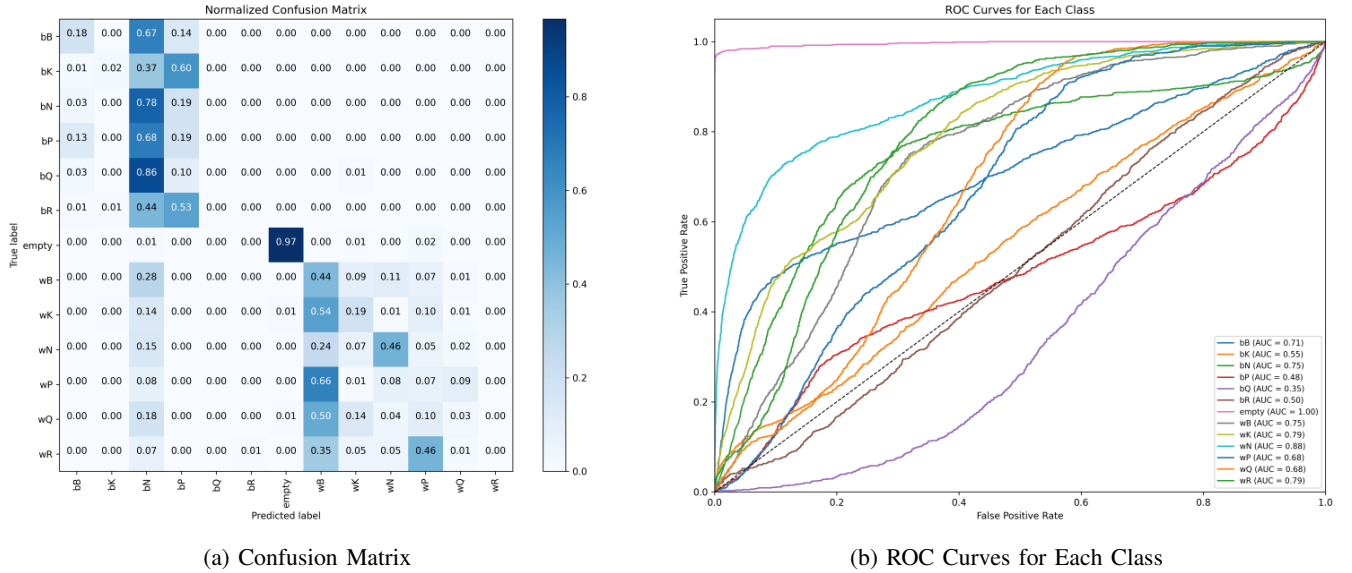 Normalized Confusion Matrix
bB 0.18 0.00 0.67 0.14 0.00 0.00 0.00 0.00 0.00 0.00 0.00 0.00 0.00
bK 0.01 0.02 0.37 0.60 0.00 0.00 0.00 0.00 0.00 0.00 0.00 0.00 0.00
bN 0.03 0.00 0.78 0.19 0.00 0.00 0.00 0.00 0.00 0.00 0.00 0.00 0.00
bP 0.13 0.00 0.68 0.19 0.00 0.00 0.00 0.00 0.00 0.00 0.00 0.00 0.00
bQ 0.03 0.00 0.86 0.10 0.00 0.00 0.00 0.00 0.01 0.00 0.00 0.00 0.00
bR 0.01 0.01 0.44 0.53 0.00 0.00 0.00 0.00 0.00 0.00 0.00 0.00 0.00
empty 0.00 0.00 0.01 0.00 0.00 0.00 0.97 0.00 0.01 0.00 0.02 0.00 0.00
wB 0.00 0.00 0.28 0.00 0.00 0.00 0.00 0.44 0.09 0.11 0.07 0.01 0.00
wK 0.00 0.00 0.14 0.00 0.00 0.00 0.01 0.54 0.19 0.01 0.10 0.01 0.00
wN 0.00 0.00 0.15 0.00 0.00 0.00 0.00 0.24 0.07 0.46 0.05 0.02 0.00
wP 0.00 0.00 0.08 0.00 0.00 0.00 0.00 0.66 0.01 0.08 0.07 0.09 0.00
wQ 0.00 0.00 0.18 0.00 0.00 0.00 0.01 0.50 0.14 0.04 0.10 0.03 0.00
wR 0.00 0.00 0.07 0.00 0.00 0.01 0.00 0.35 0.05 0.05 0.46 0.01 0.00
bB bK bN bP bQ bR empty wB wK wN wP wQ wR
True label
Predicted label
0.8
0.6
0.4
0.2
0.0
(a) Confusion Matrix
ROC Curves for Each Class
True Positive Rate
1.0
0.8
0.6
0.4
0.2
0.0
0.0 0.2 0.4 0.6 0.8 1.0
False Positive Rate
bB (AUC = 0.71)
bK (AUC = 0.55)
bN (AUC = 0.75)
bP (AUC = 0.48)
bQ (AUC = 0.35)
bR (AUC = 0.50)
empty (AUC = 1.00)
wB (AUC = 0.75)
wK (AUC = 0.79)
wN (AUC = 0.88)
wP (AUC = 0.68)
wQ (AUC = 0.68)
wR (AUC = 0.79)
(b) ROC Curves for Each Class